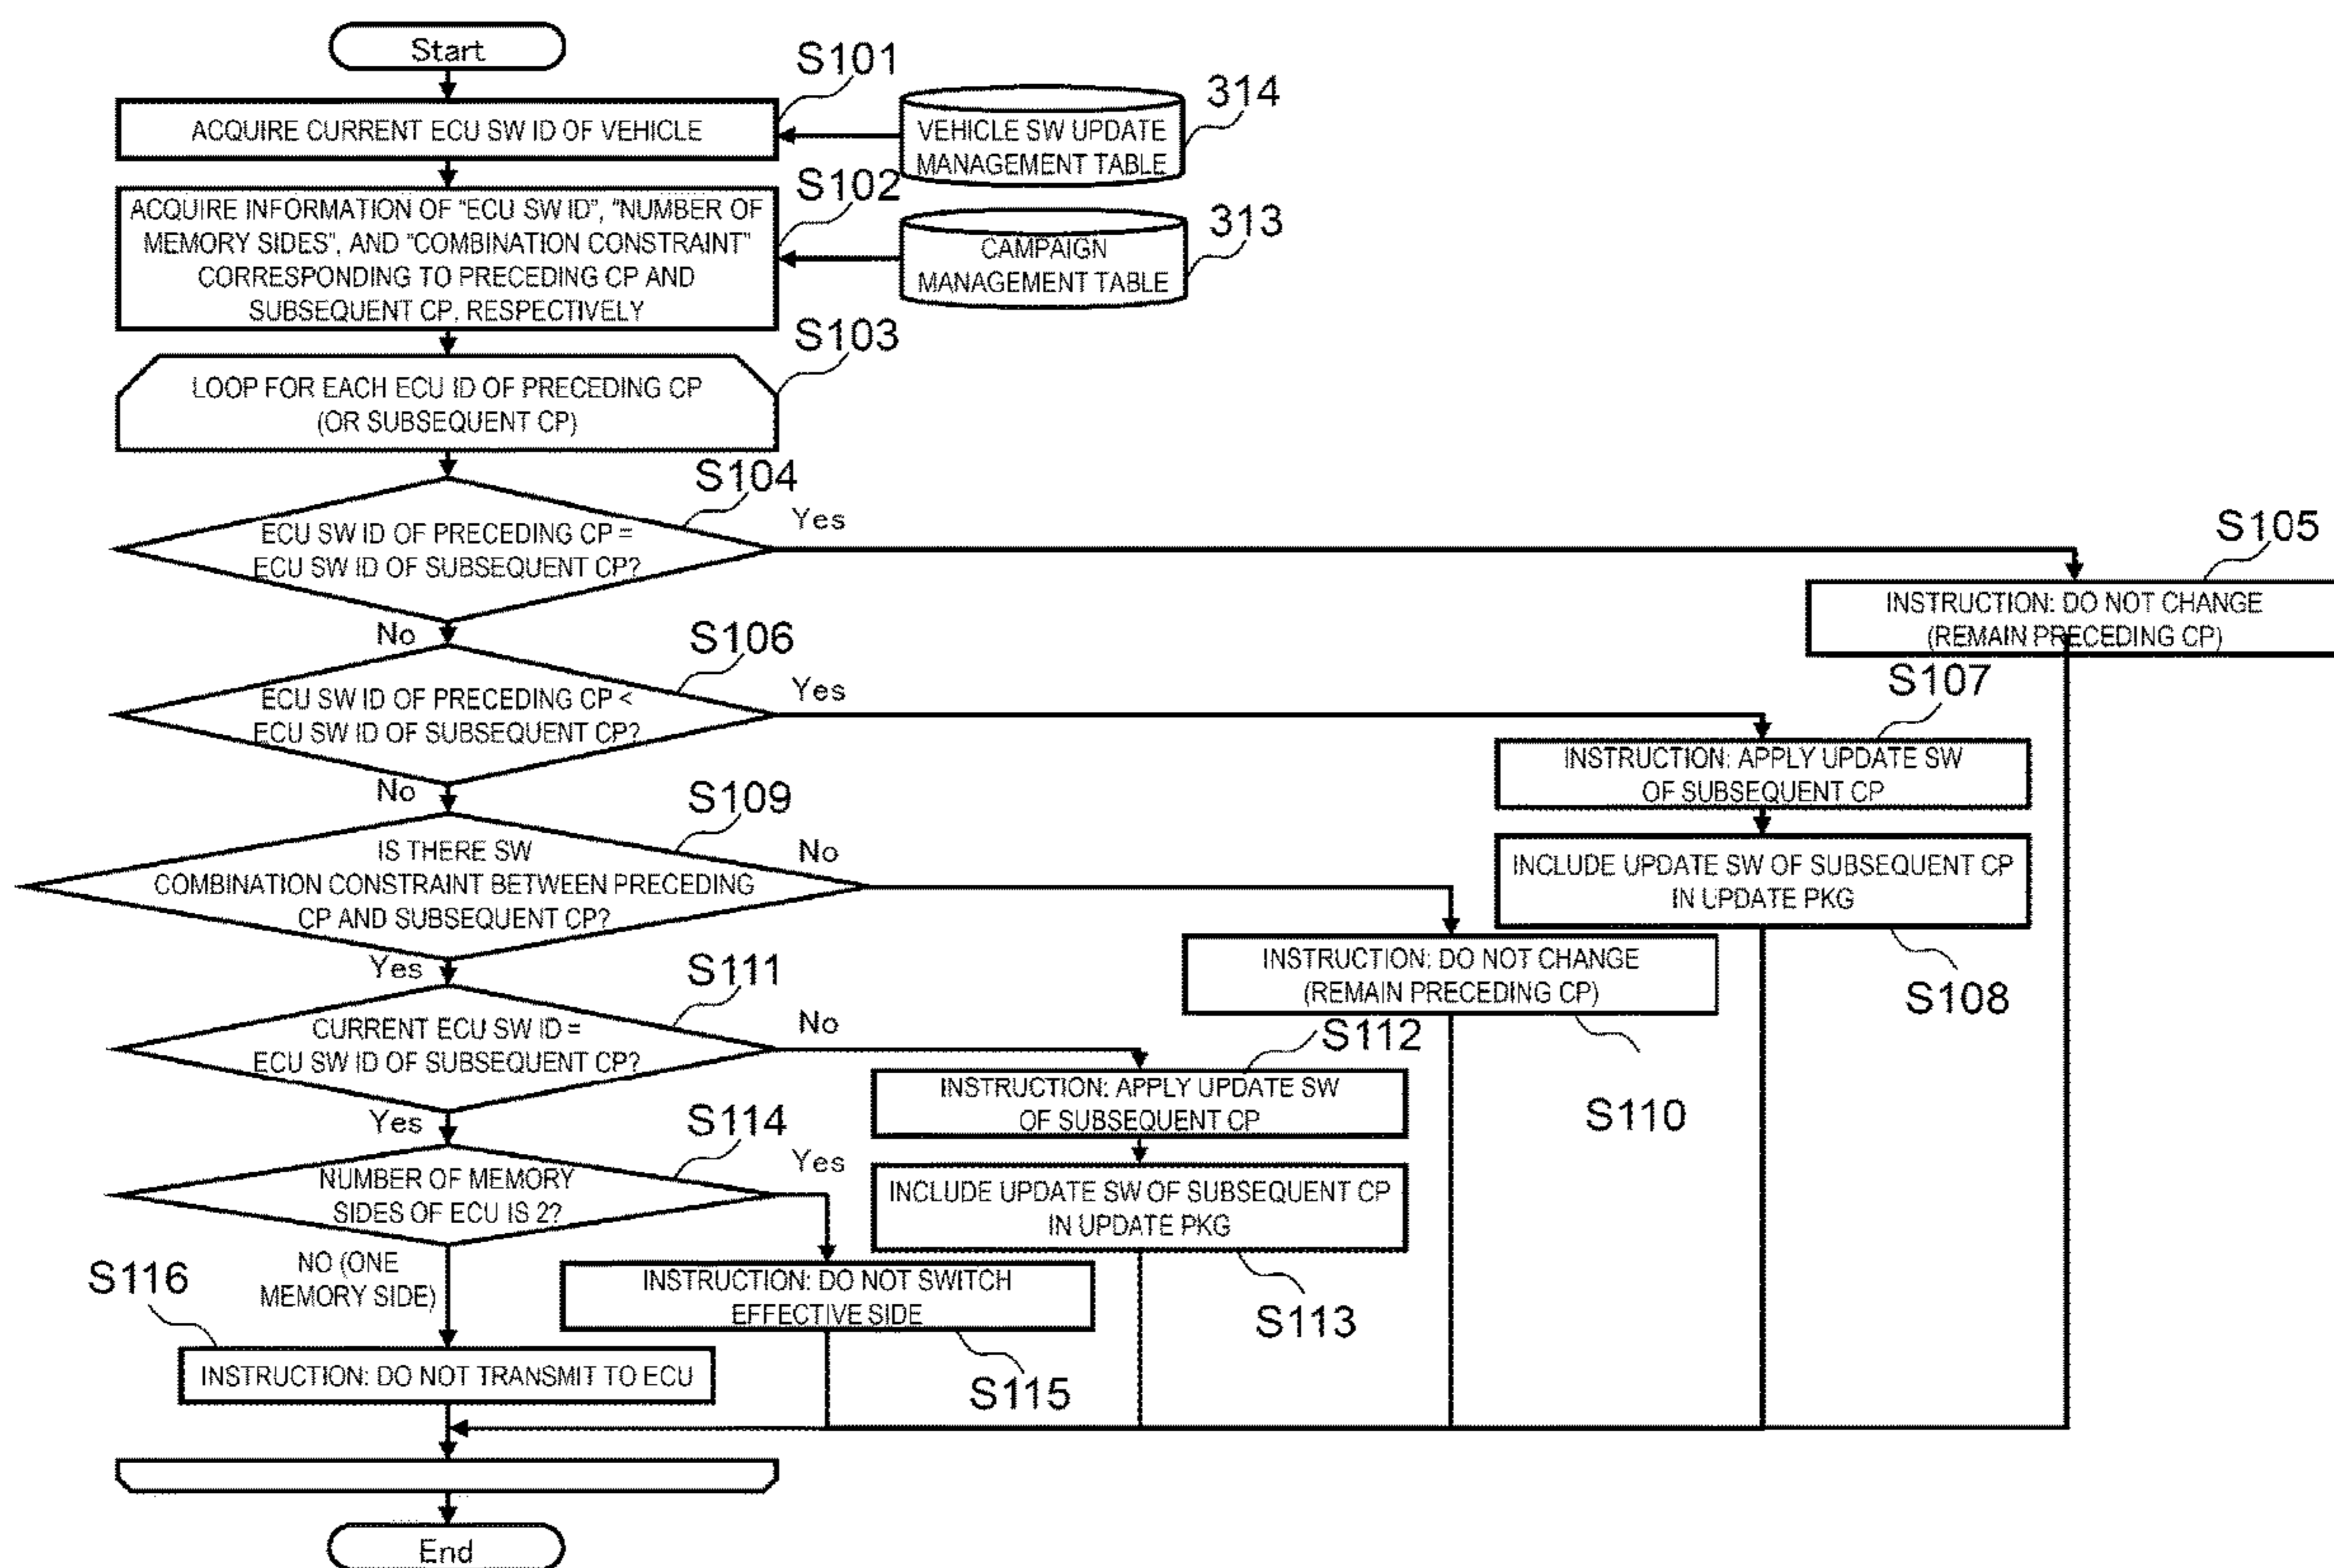 Start
S101
ACQUIRE CURRENT ECU SW ID OF VEHICLE
VEHICLE SW UPDATE
MANAGEMENT TABLE
314
S102
ACQUIRE INFORMATION OF "ECU SW ID", "NUMBER OF
MEMORY SIDES", AND "COMBINATION CONSTRAINT"
CORRESPONDING TO PRECEDING CP AND
SUBSEQUENT CP, RESPECTIVELY
CAMPAIGN
MANAGEMENT TABLE
313
S103
LOOP FOR EACH ECU ID OF PRECEDING CP
(OR SUBSEQUENT CP)
S104
ECU SW ID OF PRECEDING CP =
ECU SW ID OF SUBSEQUENT CP?
Yes
No
S105
INSTRUCTION: DO NOT CHANGE
(REMAIN PRECEDING CP)
S106
ECU SW ID OF PRECEDING CP <
ECU SW ID OF SUBSEQUENT CP?
Yes
No
S107
INSTRUCTION: APPLY UPDATE SW
OF SUBSEQUENT CP
INCLUDE UPDATE SW OF SUBSEQUENT CP
IN UPDATE PKG
S108
S109
IS THERE SW
COMBINATION CONSTRAINT BETWEEN PRECEDING
CP AND SUBSEQUENT CP?
No
Yes
INSTRUCTION: DO NOT CHANGE
(REMAIN PRECEDING CP)
S110
S111
CURRENT ECU SW ID =
ECU SW ID OF SUBSEQUENT CP?
No
Yes
S112
INSTRUCTION: APPLY UPDATE SW
OF SUBSEQUENT CP
INCLUDE UPDATE SW OF SUBSEQUENT CP
IN UPDATE PKG
S113
S114
NUMBER OF MEMORY
SIDES OF ECU IS 2?
Yes
NO (ONE
MEMORY SIDE)
INSTRUCTION: DO NOT SWITCH
EFFECTIVE SIDE
S115
S116
INSTRUCTION: DO NOT TRANSMIT TO ECU
End